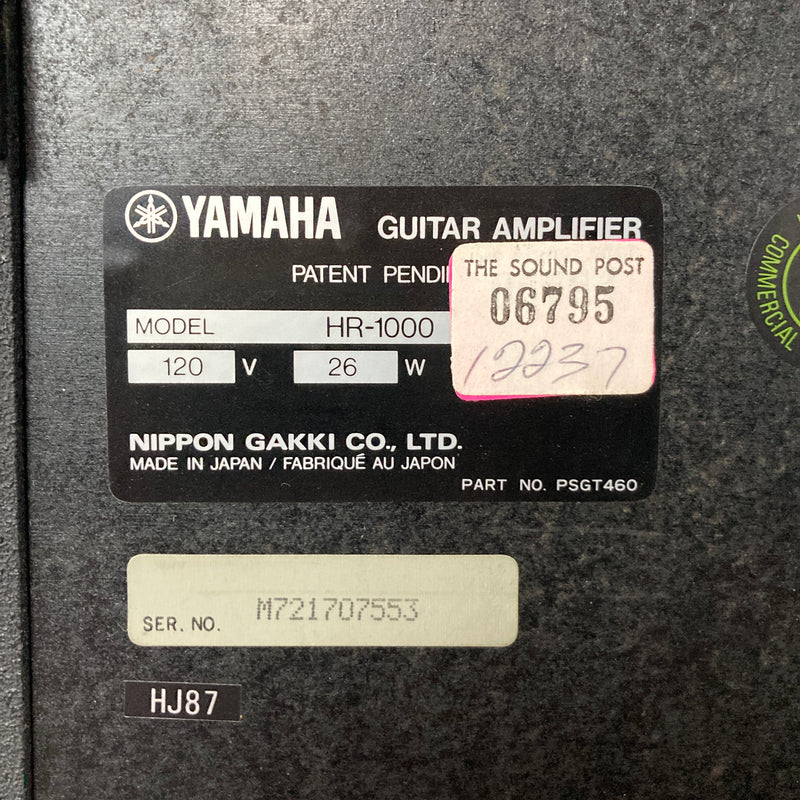 YAMAHA GUITAR AMPLIFIER
PATENT PENDI
THE SOUND POST
06795
12237
MODEL HR-1000
120 V 26 W
NIPPON GAKKI CO., LTD.
MADE IN JAPAN / FABRIQUÉ AU JAPON
PART NO. PSGT460
SER. NO. M721707553
HJ87
COMMERCIAL